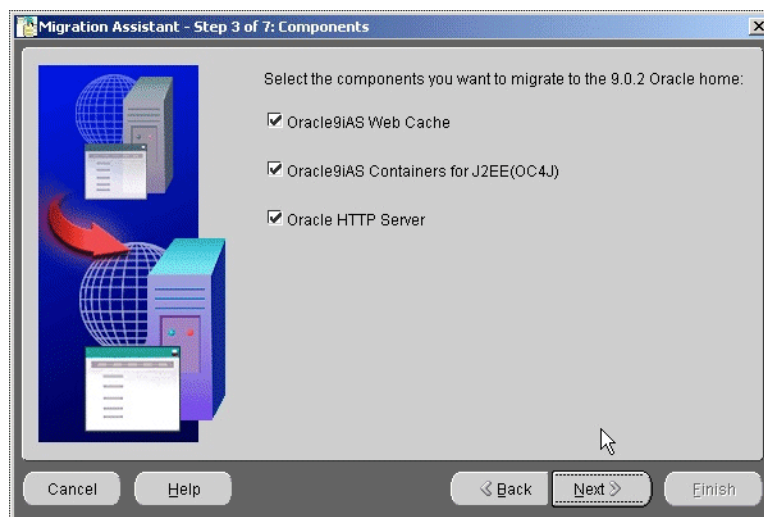 Migration Assistant - Step 3 of 7: Components
Select the components you want to migrate to the 9.0.2 Oracle home:
Oracle9iAS Web Cache
Oracle9iAS Containers for J2EE(OC4J)
Oracle HTTP Server
Cancel
Help
Back
Next
Finish